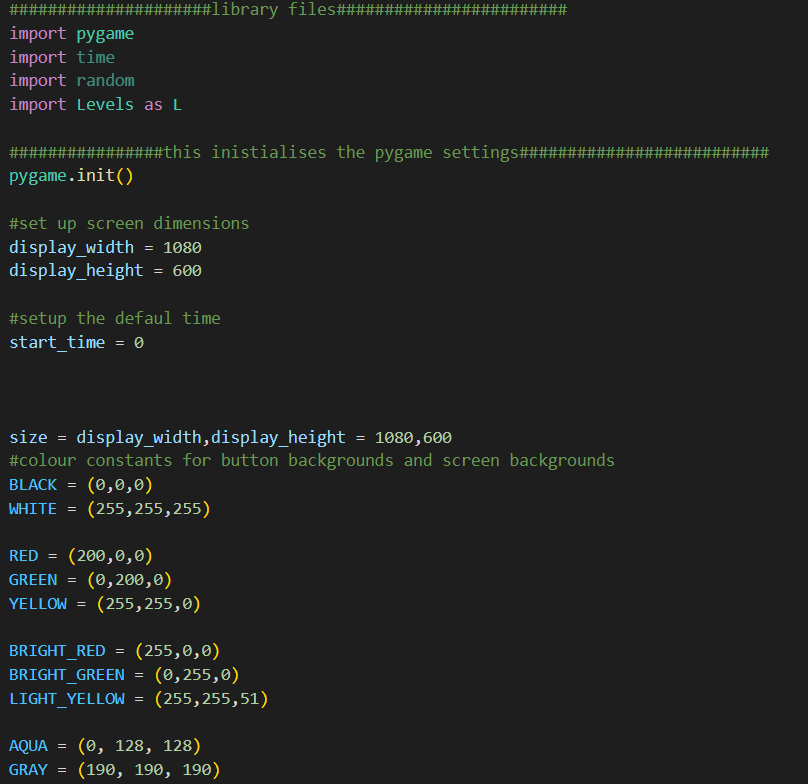 #####################library files########################
import pygame
import time
import random
import Levels as L
################this inistialises the pygame settings##########################
pygame.init()
#set up screen dimensions
display_width = 1080
display_height = 600
#setup the defaul time
start_time = 0
size = display_width,display_height = 1080,600
#colour constants for button backgrounds and screen backgrounds
BLACK = (0,0,0)
WHITE = (255,255,255)
RED = (200,0,0)
GREEN = (0,200,0)
YELLOW = (255,255,0)
BRIGHT_RED = (255,0,0)
BRIGHT_GREEN = (0,255,0)
LIGHT_YELLOW = (255,255,51)
AQUA = (0, 128, 128)
GRAY = (190, 190, 190)